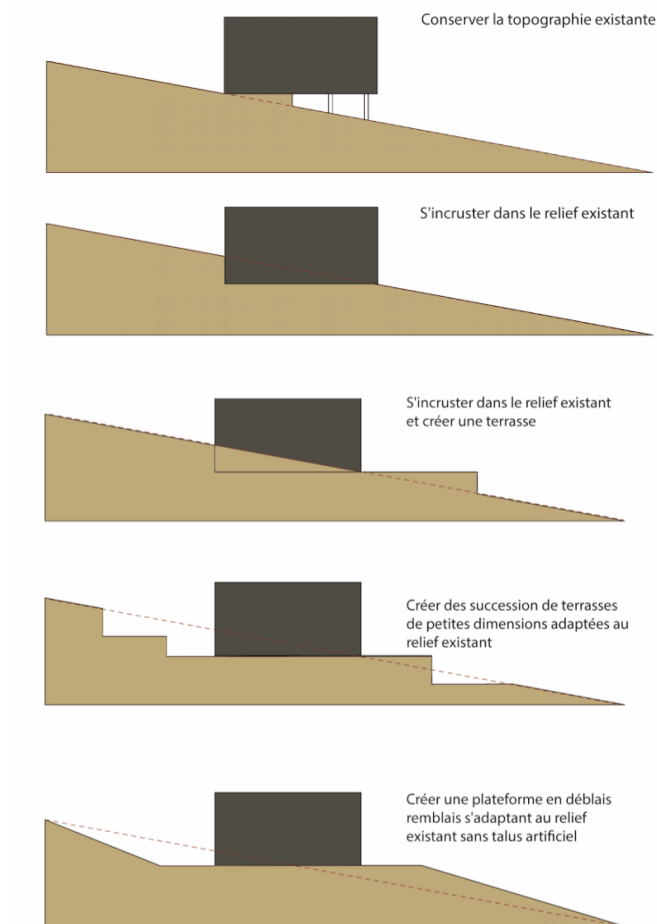 Conserver la topographie existante
S'incruster dans le relief existant
S'incruster dans le relief existant
et créer une terrasse
Créer des succession de terrasses
de petites dimensions adaptées au
relief existant
Créer une plateforme en déblais
remblais s'adaptant au relief
existant sans talus artificiel